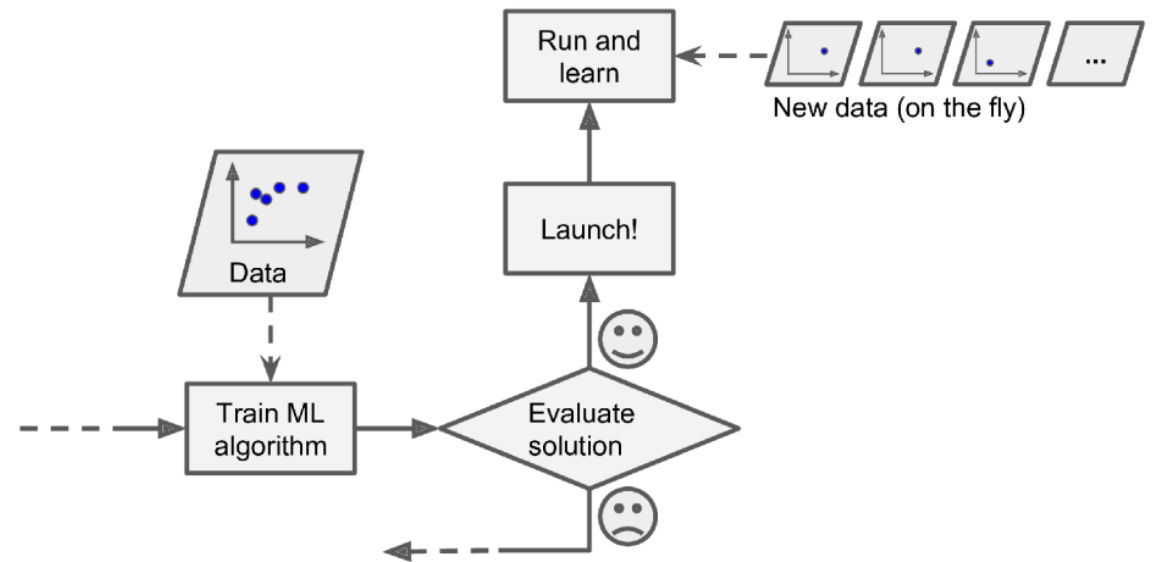 Run and
learn
...
New data (on the fly)
Launch!
Data
Train ML
algorithm
Evaluate
solution